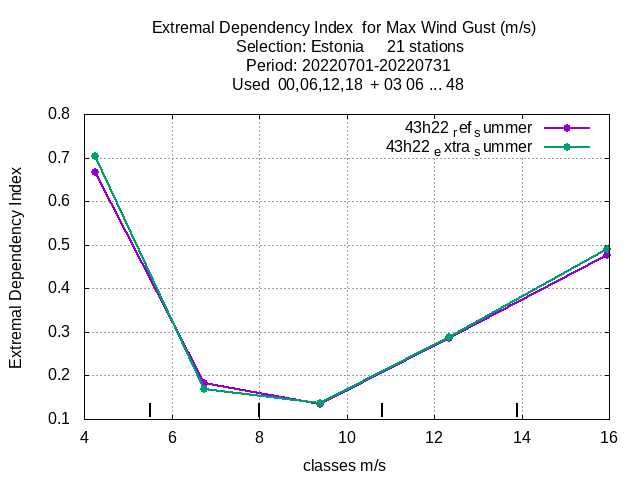 Extremal Dependency Index  for Max Wind Gust (m/s)
Selection: Estonia     21 stations
Period: 20220701-20220731
Used  00,06,12,18  + 03 06 ... 48
43h22 ref summer
43h22 extra summer
Extremal Dependency Index
0.8
0.7
0.6
0.5
0.4
0.3
0.2
0.1
4 6 8 10 12 14 16
classes m/s